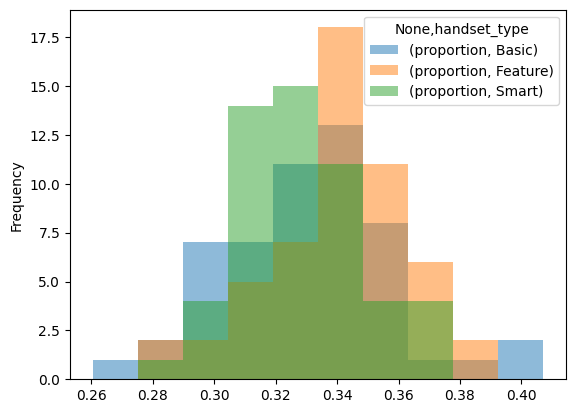 None,handset_type
(proportion, Basic)
(proportion, Feature)
(proportion, Smart)
Frequency
17.5
15.0
12.5
10.0
7.5
5.0
2.5
0.0
0.26 0.28 0.30 0.32 0.34 0.36 0.38 0.40